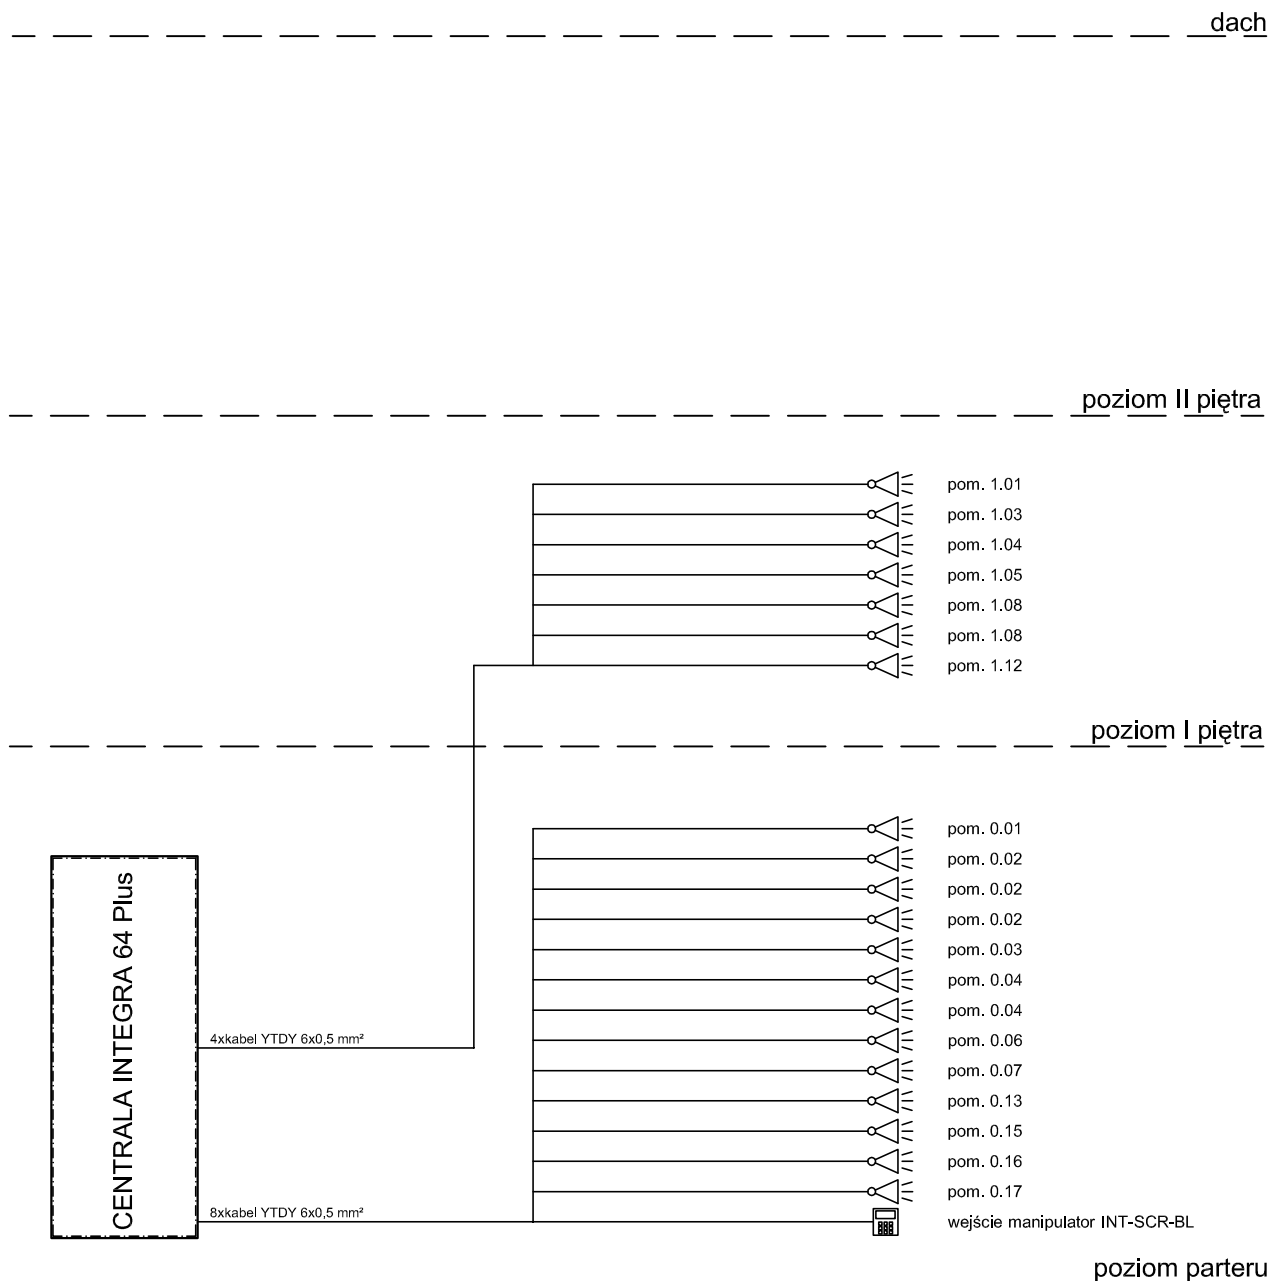 dach
poziom II piętra
pom. 1.01
pom. 1.03
pom. 1.04
pom. 1.05
pom. 1.08
pom. 1.08
pom. 1.12
poziom I piętra
pom. 0.01
pom. 0.02
pom. 0.02
pom. 0.02
pom. 0.03
pom. 0.04
pom. 0.04
pom. 0.06
pom. 0.07
pom. 0.13
pom. 0.15
pom. 0.16
pom. 0.17
wejście manipulator INT-SCR-BL
CENTRALA INTEGRA 64 Plus
4xkabel YTDY 6x0,5 mm²
8xkabel YTDY 6x0,5 mm²
poziom parteru